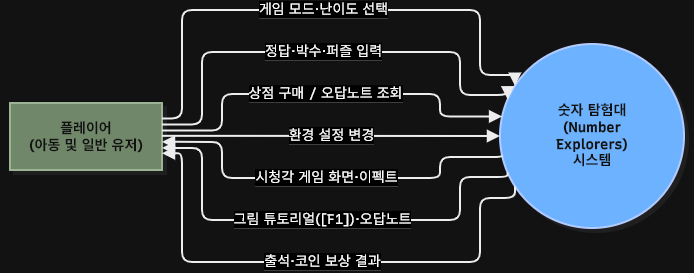 게임 모드·난이도 선택
정답·박수·퍼즐 입력
상점 구매 / 오답노트 조회
플레이어
(아동 및 일반 유저)
환경 설정 변경
숫자 탐험대
(Number
Explorers)
시스템
시청각 게임 화면·이펙트
그림 튜토리얼([F1])·오답노트
출석·코인 보상 결과